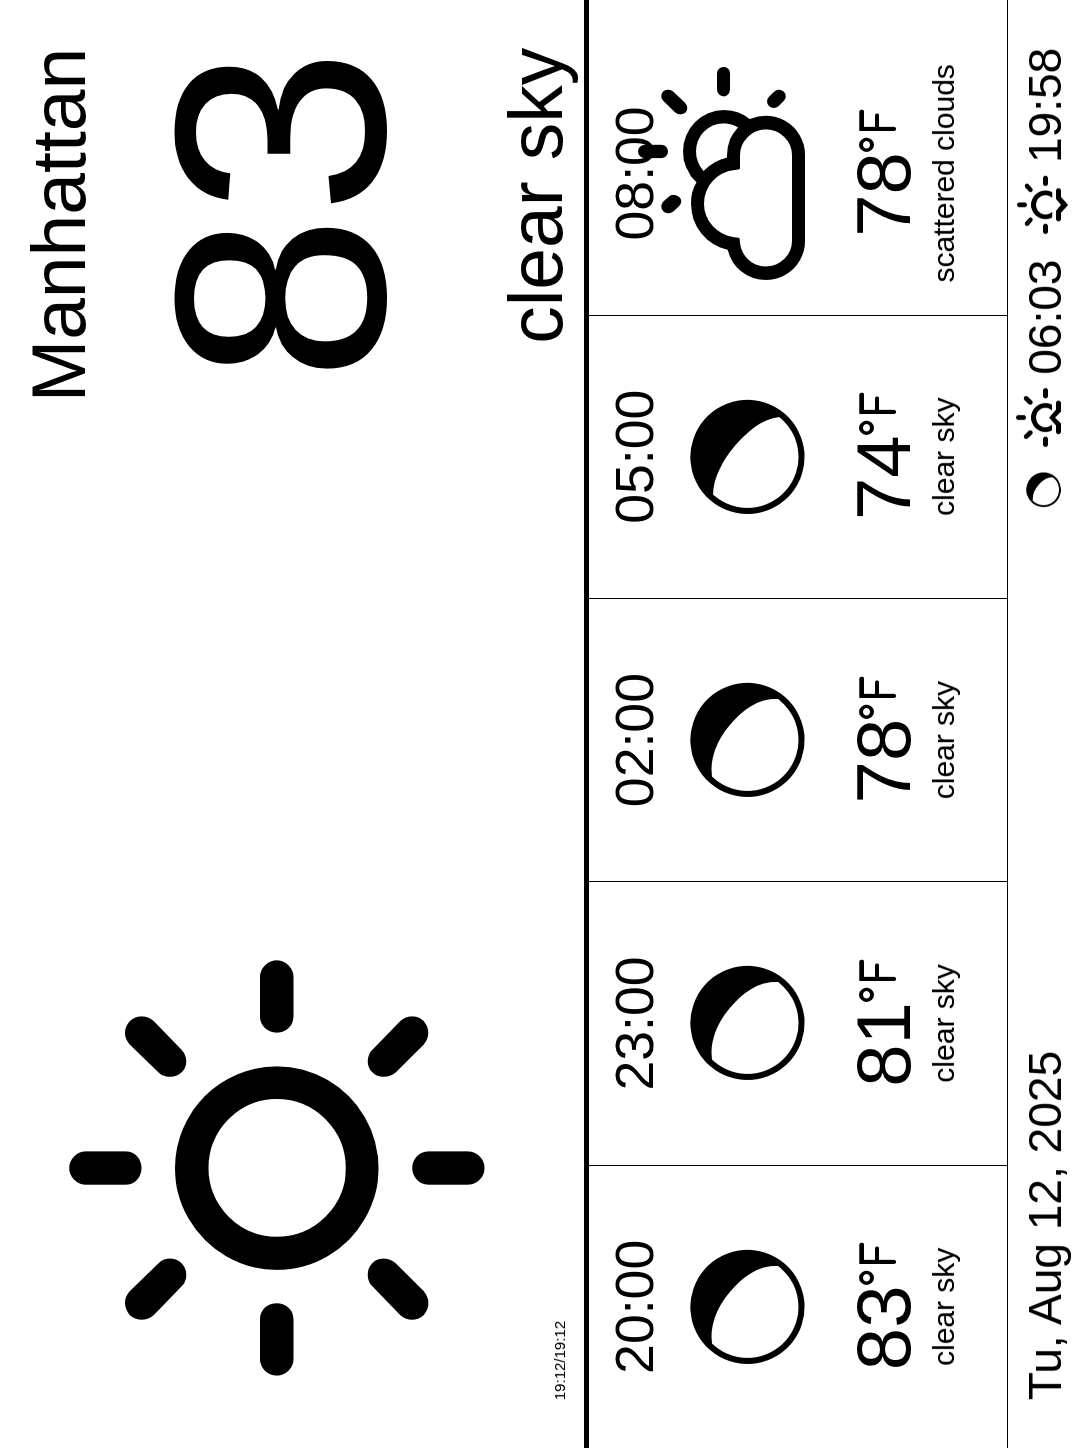 Manhattan
83
clear sky
19:12/19:12
20:00
83°F
clear sky
23:00
81°F
clear sky
02:00
78°F
clear sky
05:00
74°F
clear sky
08:00
78°F
scattered clouds
Tu, Aug 12, 2025
06:03
19:58